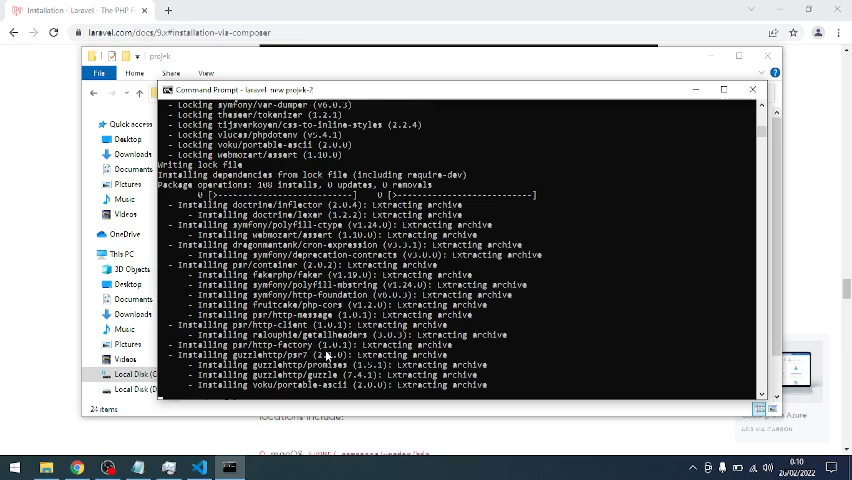 Installation - Laravel - The PHP F
laravel.com/docs/9.x#installation-via-composer
projek
File Home Share View
Command Prompt - laravel new projek-2
Quick access
Desktop
Downloads
Documents
Pictures
Music
Videos
OneDrive
This PC
3D Objects
Desktop
Documents
Downloads
Music
Pictures
Videos
Local Disk (C
Local Disk (D
24 items
- Locking symfony/var-dumper (v6.0.3)
- Locking theseer/tokenizer (1.2.1)
- Locking tijsverkoyen/css-to-inline-styles (2.2.4)
- Locking vlucas/phpdotenv (v5.4.1)
- Locking voku/portable-ascii (2.0.0)
- Locking webmozart/assert (1.10.0)
Writing lock file
Installing dependencies from lock file (including require-dev)
Package operations: 108 installs, 0 updates, 0 removals
0 [>---------------------------] 0 [>---------------------------]
- Installing doctrine/inflector (2.0.4): Extracting archive
- Installing doctrine/lexer (1.2.2): Extracting archive
- Installing symfony/polyfill-ctype (v1.24.0): Extracting archive
- Installing webmozart/assert (1.10.0): Extracting archive
- Installing dragonmantank/cron-expression (v3.3.1): Extracting archive
- Installing symfony/deprecation-contracts (v3.0.0): Extracting archive
- Installing psr/container (2.0.2): Extracting archive
- Installing fakerphp/faker (v1.19.0): Extracting archive
- Installing symfony/polyfill-mbstring (v1.24.0): Extracting archive
- Installing symfony/http-foundation (v6.0.3): Extracting archive
- Installing fruitcake/php-cors (v1.2.0): Extracting archive
- Installing psr/http-message (1.0.1): Extracting archive
- Installing psr/http-client (1.0.1): Extracting archive
- Installing ralouphie/getallheaders (3.0.3): Extracting archive
- Installing psr/http-factory (1.0.1): Extracting archive
- Installing guzzlehttp/psr7 Extracting archive
- Installing guzzlehttp/promises (1.5.1): Extracting archive
- Installing guzzlehttp/guzzle (7.4.1): Extracting archive
- Installing voku/portable-ascii (2.0.0): Extracting archive
Azure
ADS VIA CARBON
locations include:
0:10
26/02/2022